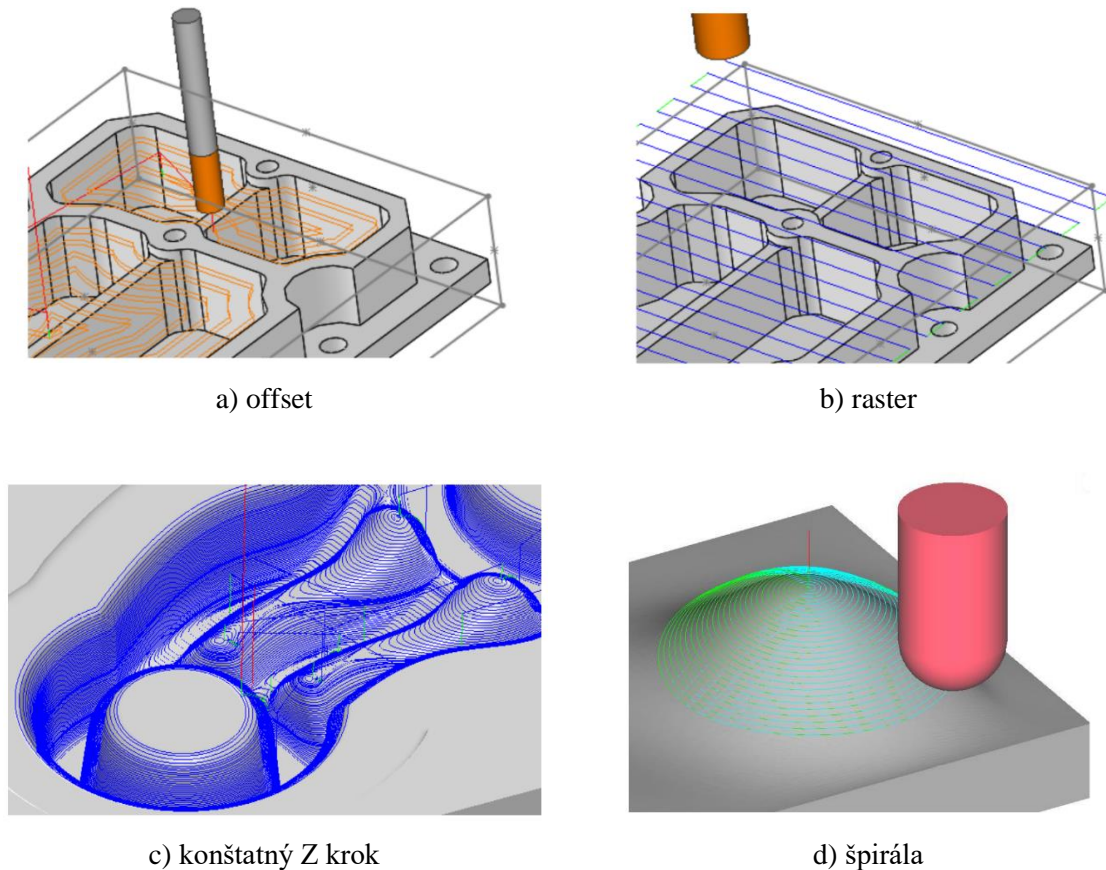 a) offset
b) raster
c) konštatný Z krok
d) špirála